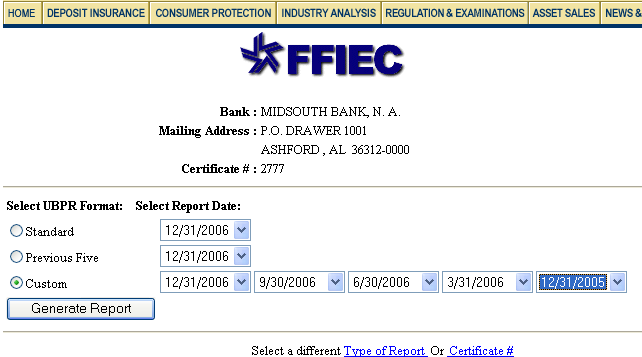 HOME DEPOSIT INSURANCE CONSUMER PROTECTION INDUSTRY ANALYSIS REGULATION & EXAMINATIONS ASSET SALES NEWS &
FFIEC
Bank : MIDSOUTH BANK, N. A.
Mailing Address : P.O. DRAWER 1001
ASHFORD , AL 36312-0000
Certificate # : 2777
Select UBPR Format: Select Report Date:
Standard 12/31/2006
Previous Five 12/31/2006
Custom 12/31/2006 9/30/2006 6/30/2006 3/31/2006 12/31/2005
Generate Report
Select a different Type of Report Or Certificate #